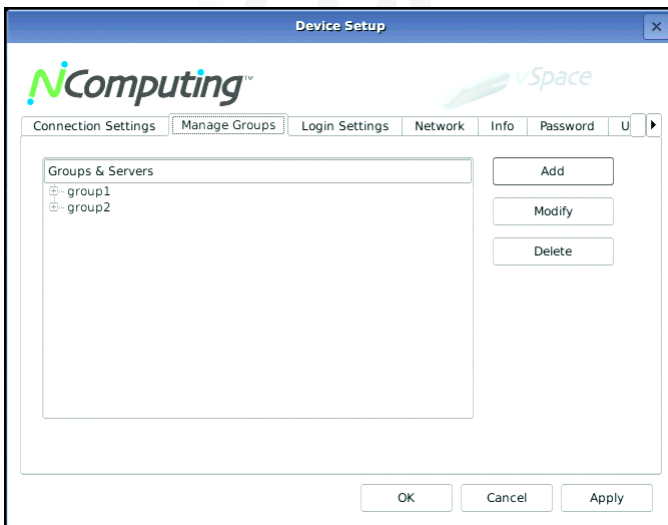 Device Setup
NComputing™
vSpace
Connection Settings Manage Groups Login Settings Network Info Password U
Groups & Servers
group1
group2
Add
Modify
Delete
OK Cancel Apply